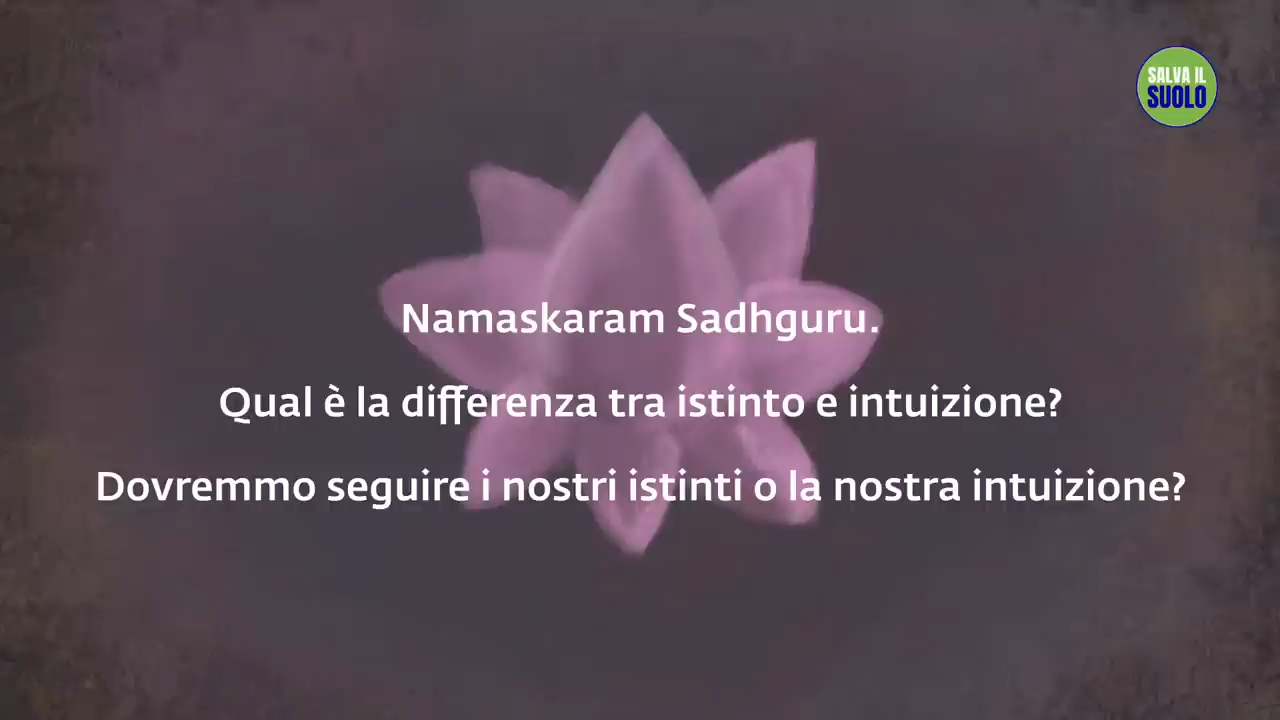 SALVA IL
SUOLO
Namaskaram Sadhguru.
Qual è la differenza tra istinto e intuizione?
Dovremmo seguire i nostri istinti o la nostra intuizione?